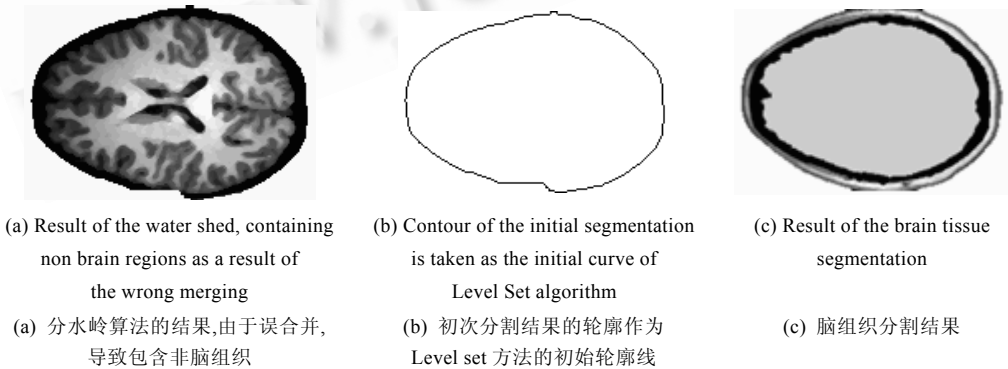 (a) Result of the water shed, containing
non brain regions as a result of
the wrong merging
(a) 分水岭算法的结果,由于误合并,
导致包含非脑组织
(b) Contour of the initial segmentation
is taken as the initial curve of
Level Set algorithm
(b) 初次分割结果的轮廓作为
Level set 方法的初始轮廓线
(c) Result of the brain tissue
segmentation
(c) 脑组织分割结果